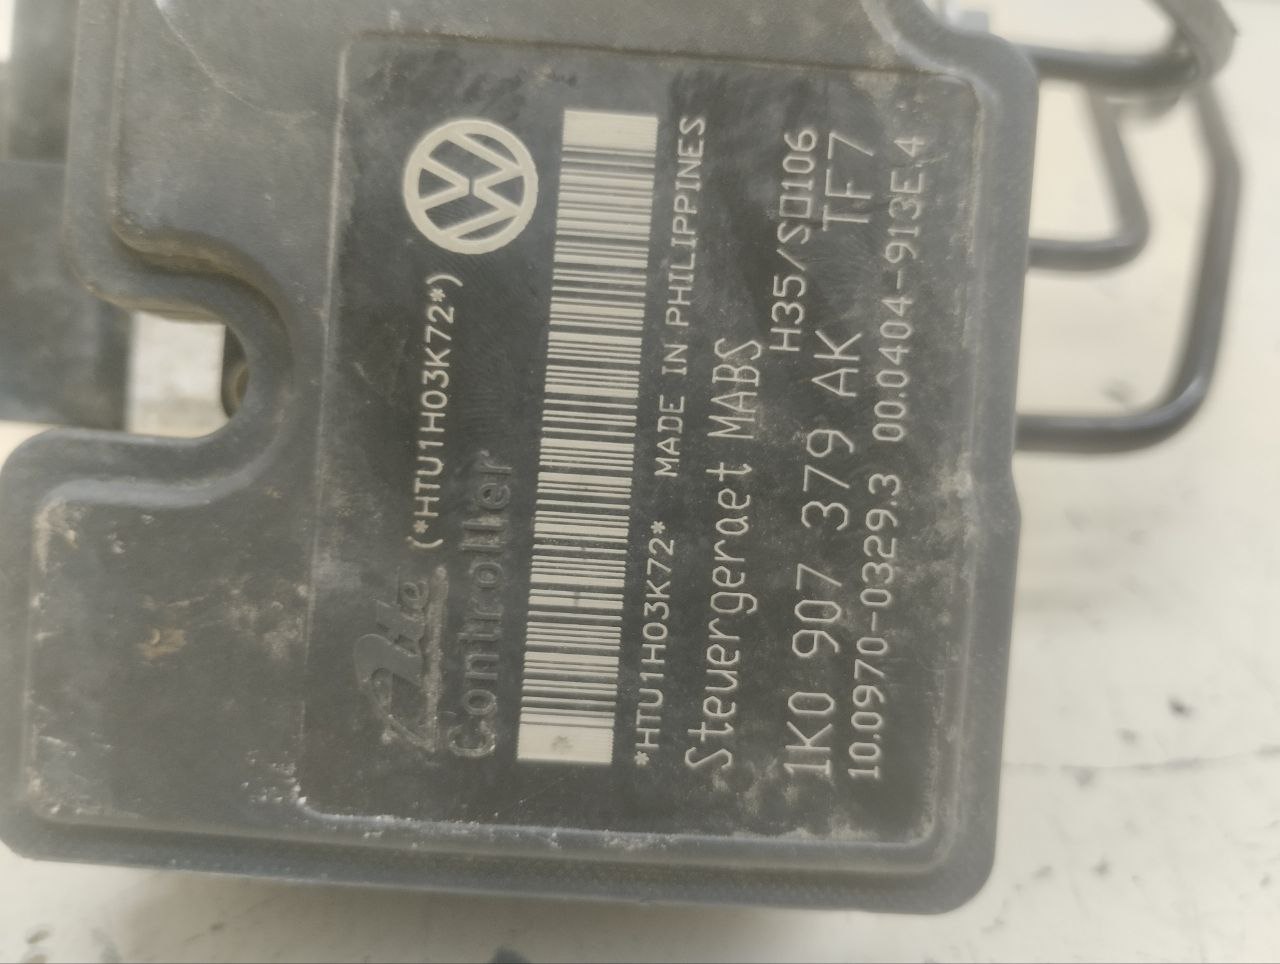 Ate
Controller
(*HTU1H03K72*)
*HTU1H03K72* MADE IN PHILIPPINES
Steuergeraet MABS
H35/S0106
1K0 907 379 AK TF7
10.0970-0329.3 00.0404-913E.4